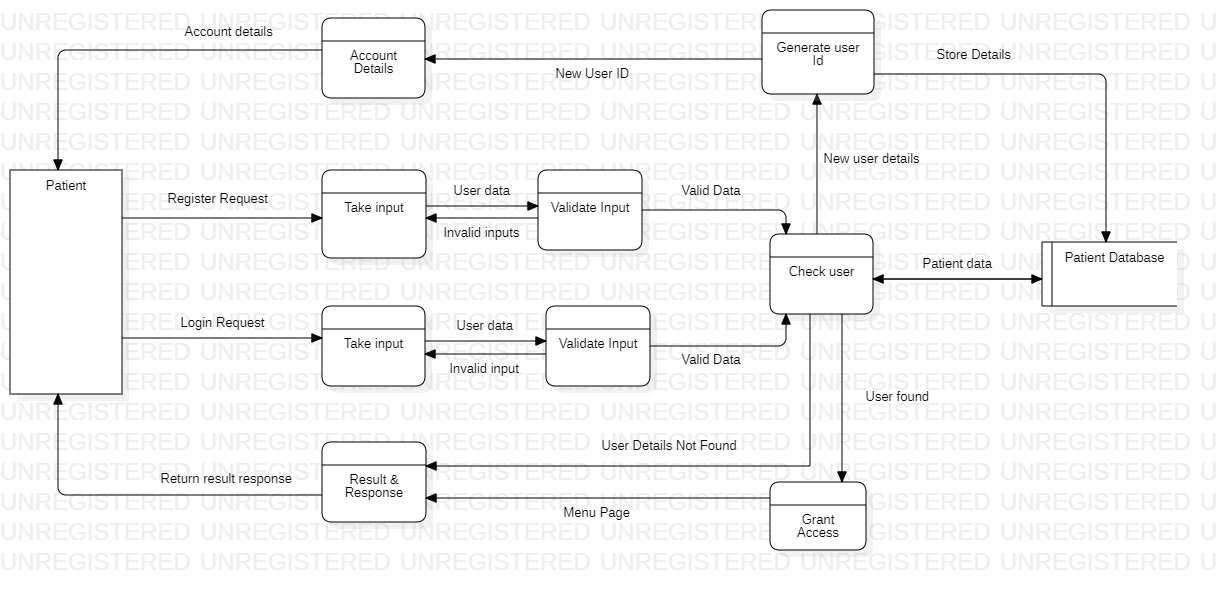 Account details
Account
Details
New User ID
Generate user
Id
Store Details
New user details
Patient
Register Request
Take input
User data
Invalid inputs
Validate Input
Valid Data
Check user
Patient data
Patient Database
Login Request
Take input
User data
Invalid input
Validate Input
Valid Data
User found
User Details Not Found
Return result response
Result &
Response
Menu Page
Grant
Access
UNREGISTERED UNREGISTERED UNREGISTERED UNREGISTERED UNREGISTERED UNREGISTERED U